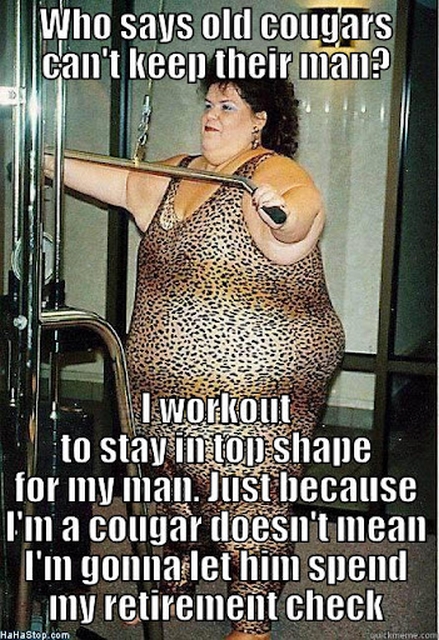 Who says old cougars
can't keep their man?
I workout
to stay in top shape
for my man. Just because
I'm a cougar doesn't mean
I'm gonna let him spend
my retirement check
HaHaStop.com
quickmeme.com